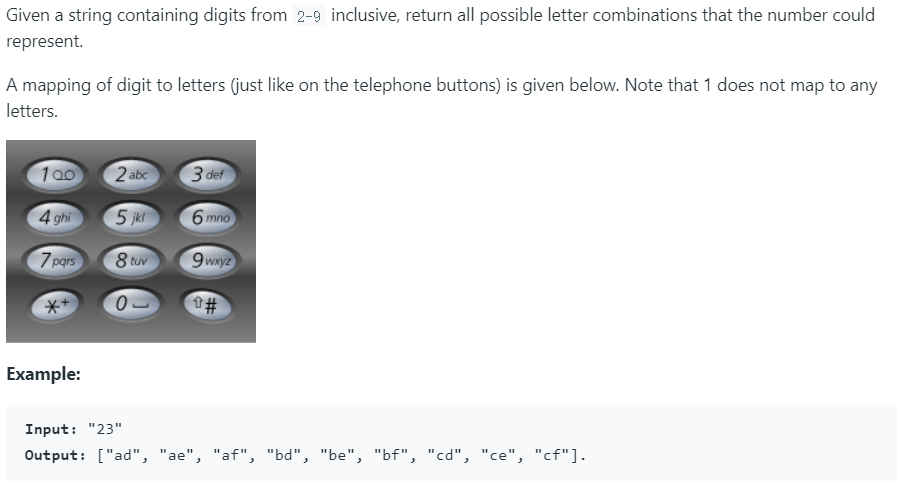 Given a string containing digits from 2-9 inclusive, return all possible letter combinations that the number could
represent.
A mapping of digit to letters (just like on the telephone buttons) is given below. Note that 1 does not map to any
letters.
1 2 abc 3 def
4 ghi 5 jkl 6 mno
7 pqrs 8 tuv 9 wxyz
*+ 0 ⇧#
Example:
Input: "23"
Output: ["ad", "ae", "af", "bd", "be", "bf", "cd", "ce", "cf"].